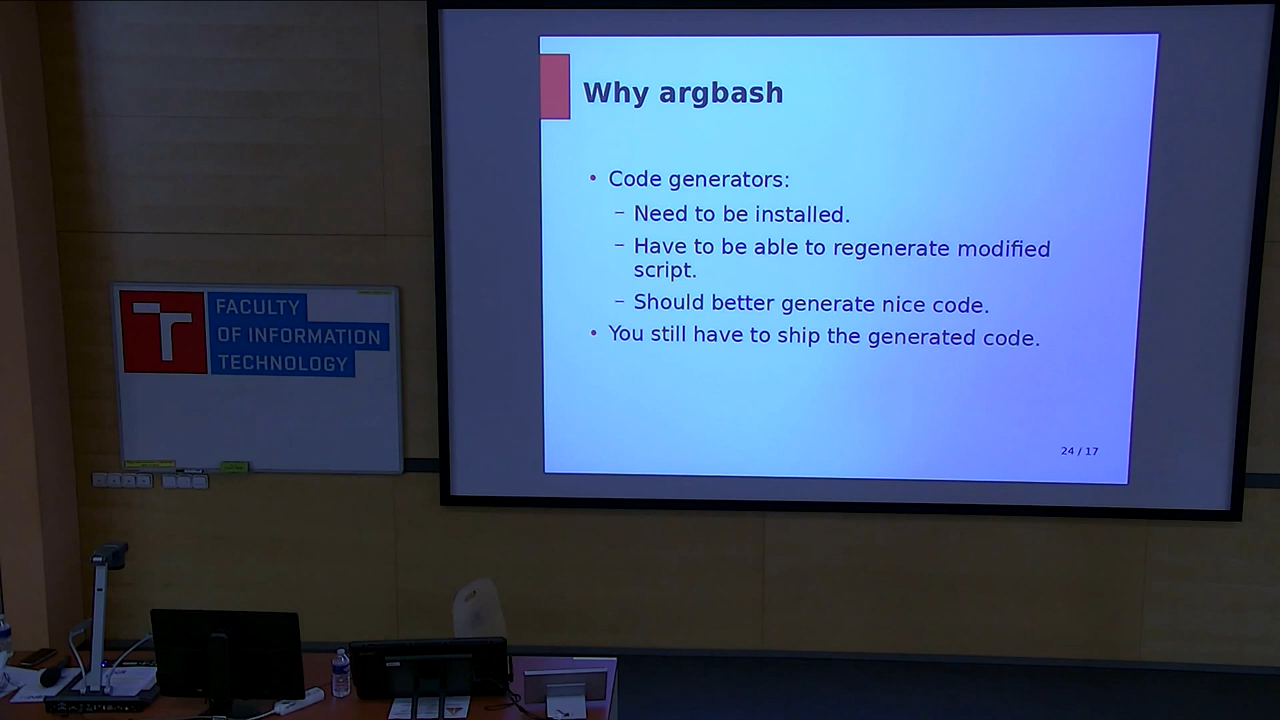 Why argbash
• Code generators:
– Need to be installed.
– Have to be able to regenerate modified
script.
– Should better generate nice code.
• You still have to ship the generated code.
24 / 17
FACULTY
OF INFORMATION
TECHNOLOGY